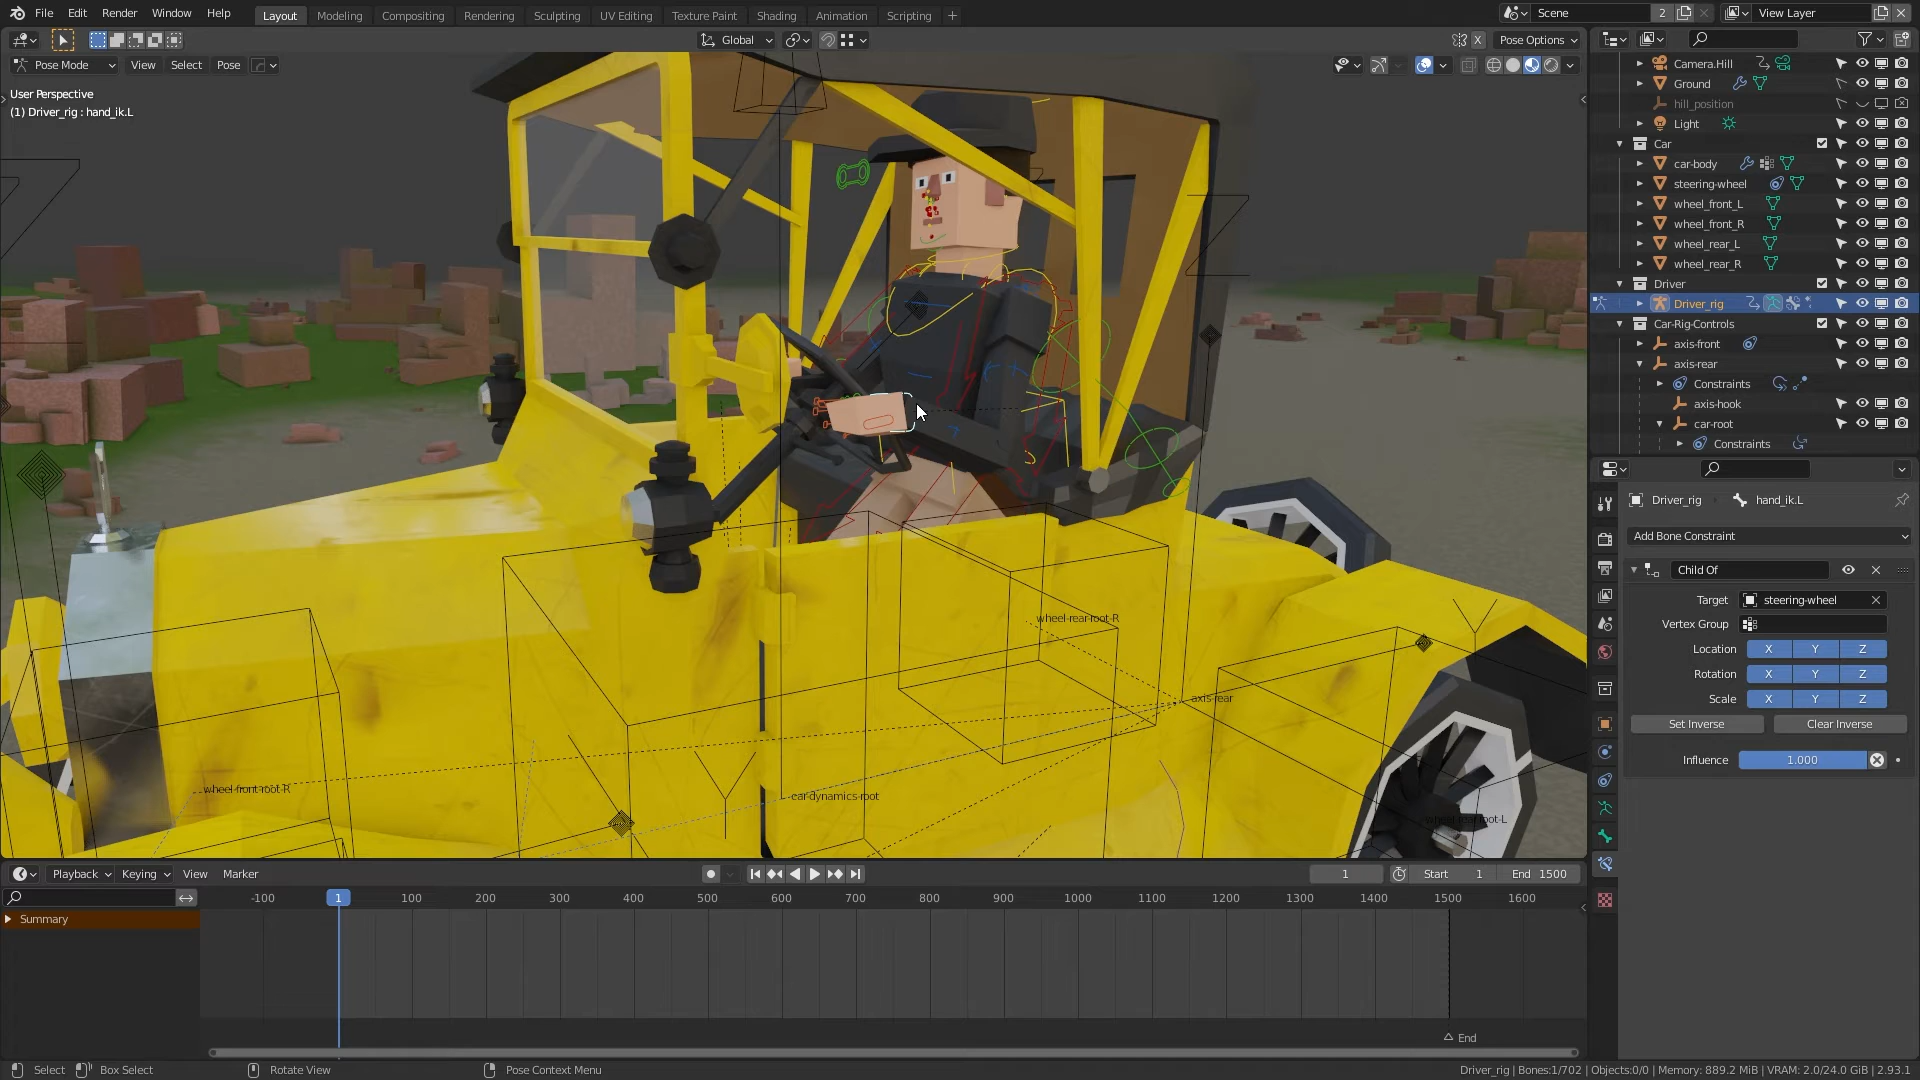 File Edit Render Window Help
Layout Modeling Compositing Rendering Sculpting UV Editing Texture Paint Shading Animation Scripting +
Scene 2 View Layer
Global Pose Options X
Pose Mode View Select Pose
User Perspective
(1) Driver_rig : hand_ik.L
Camera.Hill
Ground
hill_position
Light
Car
car-body
steering-wheel
wheel_front_L
wheel_front_R
wheel_rear_L
wheel_rear_R
Driver
Driver_rig
Car-Rig-Controls
axis-front
axis-rear
Constraints
axis-hook
car-root
Constraints
wheel-rear-root-R
axis-rear
wheel-front-root-R
car-dynamics-root
wheel-rear-root-L
Driver_rig hand_ik.L
Add Bone Constraint
Child Of
Target steering-wheel
Vertex Group
Location X Y Z
Rotation X Y Z
Scale X Y Z
Set Inverse Clear Inverse
Influence 1.000
Playback Keying View Marker
1 Start 1 End 1500
-100 1 100 200 300 400 500 600 700 800 900 1000 1100 1200 1300 1400 1500 1600
Summary
End
Select Box Select Rotate View Pose Context Menu
Driver_rig | Bones:1/702 | Objects:0/0 | Memory: 889.2 MiB | VRAM: 2.0/24.0 GiB | 2.93.1